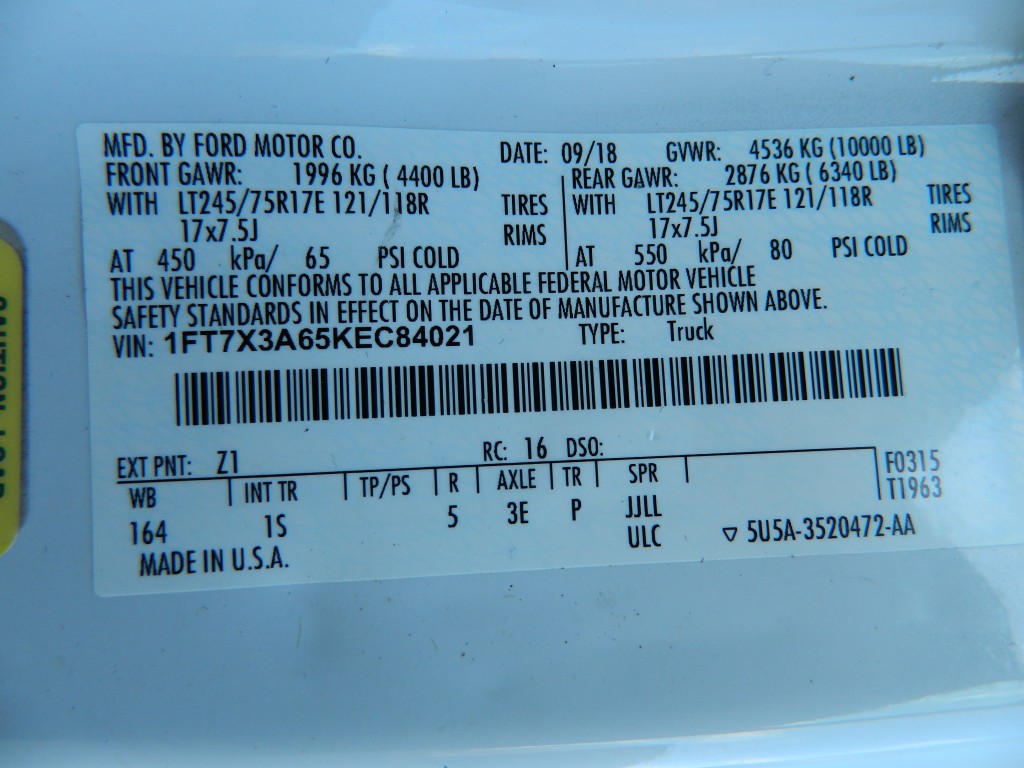 MFD. BY FORD MOTOR CO. DATE: 09/18 GVWR: 4536 KG (10000 LB)
FRONT GAWR: 1996 KG ( 4400 LB) REAR GAWR: 2876 KG ( 6340 LB)
WITH LT245/75R17E 121/118R TIRES WITH LT245/75R17E 121/118R TIRES
17x7.5J RIMS 17x7.5J RIMS
AT 450 kPa/ 65 PSI COLD AT 550 kPa/ 80 PSI COLD
THIS VEHICLE CONFORMS TO ALL APPLICABLE FEDERAL MOTOR VEHICLE
SAFETY STANDARDS IN EFFECT ON THE DATE OF MANUFACTURE SHOWN ABOVE.
VIN: 1FT7X3A65KEC84021 TYPE: Truck
EXT PNT: Z1 RC: 16 DSO:
WB INT TR TP/PS R AXLE TR SPR F0315
T1963
164 1S 5 3E P JJLL
ULC ▽ 5U5A-3520472-AA
MADE IN U.S.A.